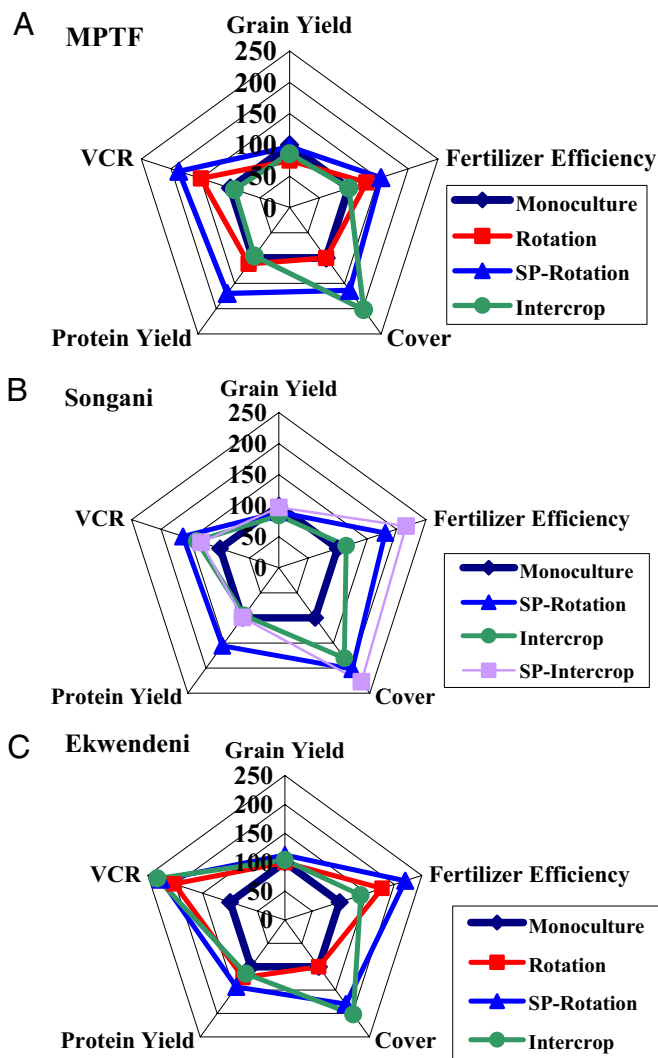 A
MPTF
Grain Yield
250
200
150
100
50
0
VCR
Fertilizer Efficiency
Protein Yield
Cover
Monoculture
Rotation
SP-Rotation
Intercrop
B
Songani
Grain Yield
250
200
150
100
50
0
VCR
Fertilizer Efficiency
Protein Yield
Cover
Monoculture
SP-Rotation
Intercrop
SP-Intercrop
C
Ekwendeni
Grain Yield
250
200
150
100
50
0
VCR
Fertilizer Efficiency
Protein Yield
Cover
Monoculture
Rotation
SP-Rotation
Intercrop